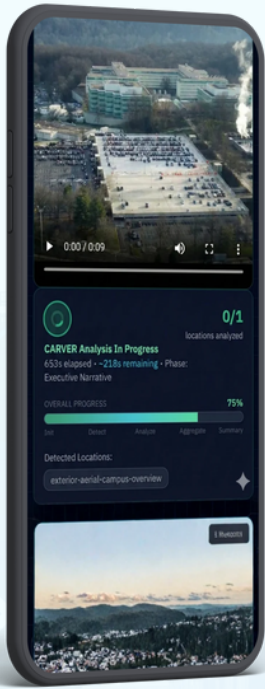 0:00 / 0:09
0/1
locations analyzed
CARVER Analysis In Progress
653s elapsed • ~218s remaining • Phase:
Executive Narrative
OVERALL PROGRESS
75%
Detect
Analyze
Aggregate
Summary
Detected Locations:
exterior-aerial-campus-overview